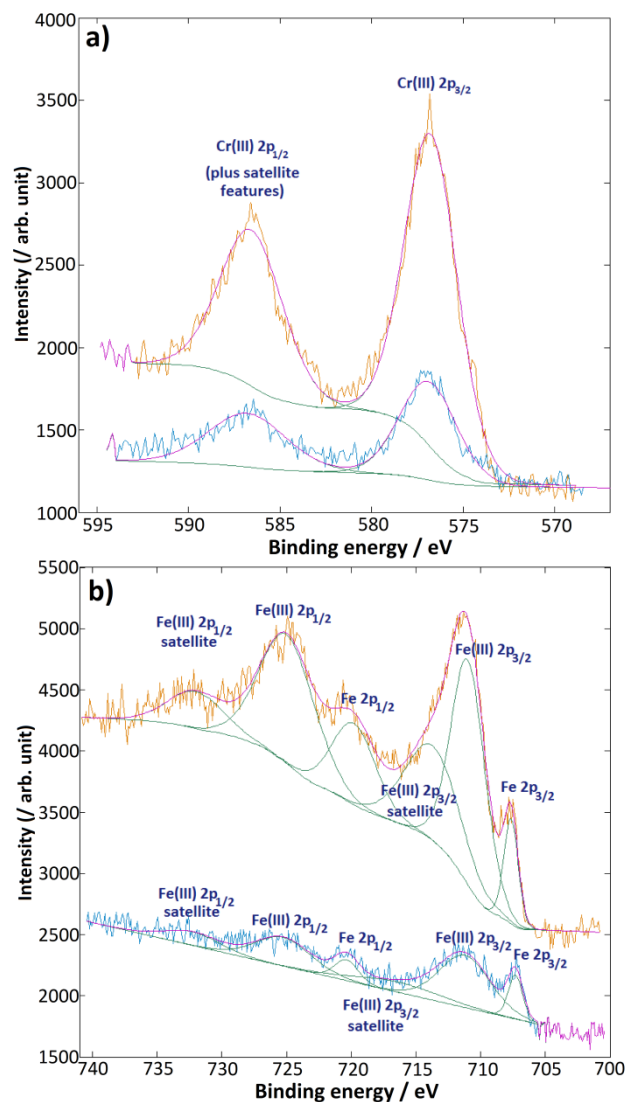 a)
Cr(III) 2p3/2
Cr(III) 2p1/2
(plus satellite
features)
4000
3500
3000
2500
2000
1500
1000
Intensity (/ arb. unit)
595 590 585 580 575 570
Binding energy / eV
b)
Fe(III) 2p1/2
Fe(III) 2p1/2
satellite
Fe(III) 2p3/2
Fe 2p1/2
Fe(III) 2p3/2
satellite
Fe 2p3/2
Fe(III) 2p1/2
satellite
Fe(III) 2p1/2
Fe 2p1/2
Fe(III) 2p3/2
Fe 2p3/2
Fe(III) 2p3/2
satellite
5500
5000
4500
4000
3500
3000
2500
2000
1500
Intensity (/ arb. unit)
740 735 730 725 720 715 710 705 700
Binding energy / eV